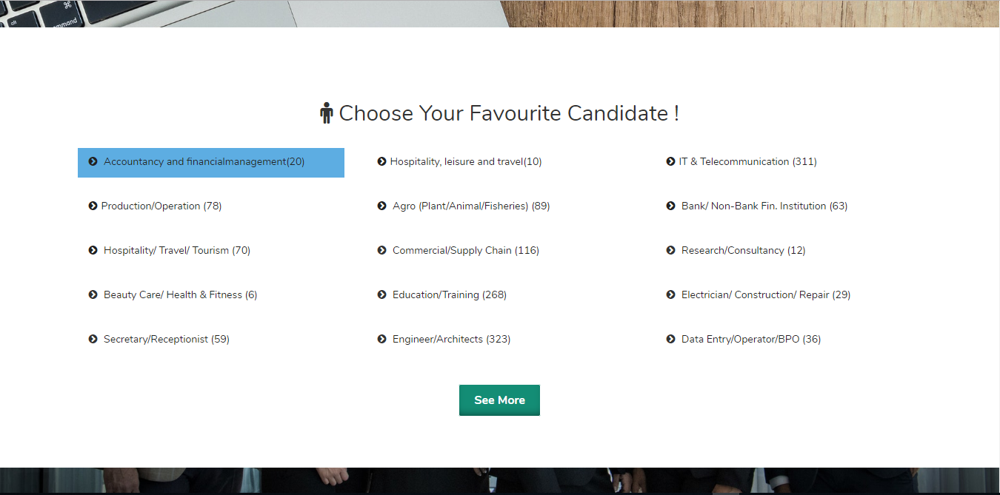 ⌘
alt
command
Choose Your Favourite Candidate !
Accountancy and financialmanagement(20)
Hospitality, leisure and travel(10)
IT & Telecommunication (311)
Production/Operation (78)
Agro (Plant/Animal/Fisheries) (89)
Bank/ Non-Bank Fin. Institution (63)
Hospitality/ Travel/ Tourism (70)
Commercial/Supply Chain (116)
Research/Consultancy (12)
Beauty Care/ Health & Fitness (6)
Education/Training (268)
Electrician/ Construction/ Repair (29)
Secretary/Receptionist (59)
Engineer/Architects (323)
Data Entry/Operator/BPO (36)
See More